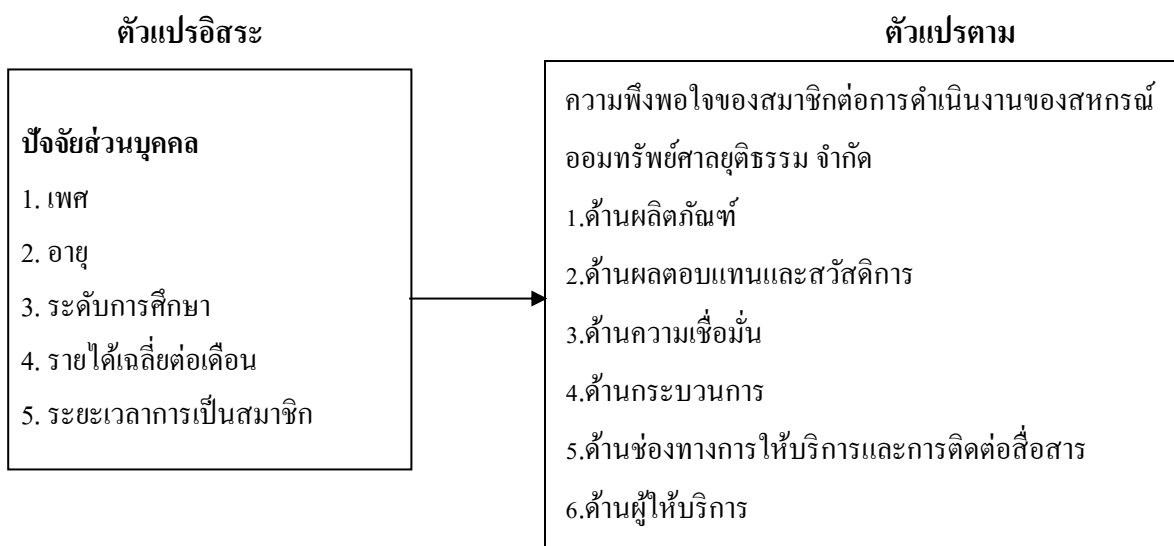 ตัวแปรอิสระ
ตัวแปรตาม
ปัจจัยส่วนบุคคล
1. เพศ
2. อายุ
3. ระดับการศึกษา
4. รายได้เฉลี่ยต่อเดือน
5. ระยะเวลาการเป็นสมาชิก
ความพึงพอใจของสมาชิกต่อการดำเนินงานของสหกรณ์
ออมทรัพย์ศาลยุติธรรม จำกัด
1.ด้านผลิตภัณฑ์
2.ด้านผลตอบแทนและสวัสดิการ
3.ด้านความเชื่อมั่น
4.ด้านกระบวนการ
5.ด้านช่องทางการให้บริการและการติดต่อสื่อสาร
6.ด้านผู้ให้บริการ